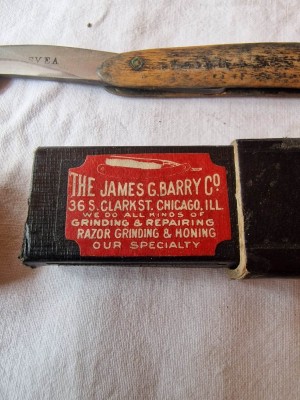 SVEA
THE JAMES G. BARRY CO.
36 S. CLARK ST. CHICAGO, ILL.
WE DO ALL KINDS OF
GRINDING & REPAIRING
RAZOR GRINDING & HONING
OUR SPECIALTY